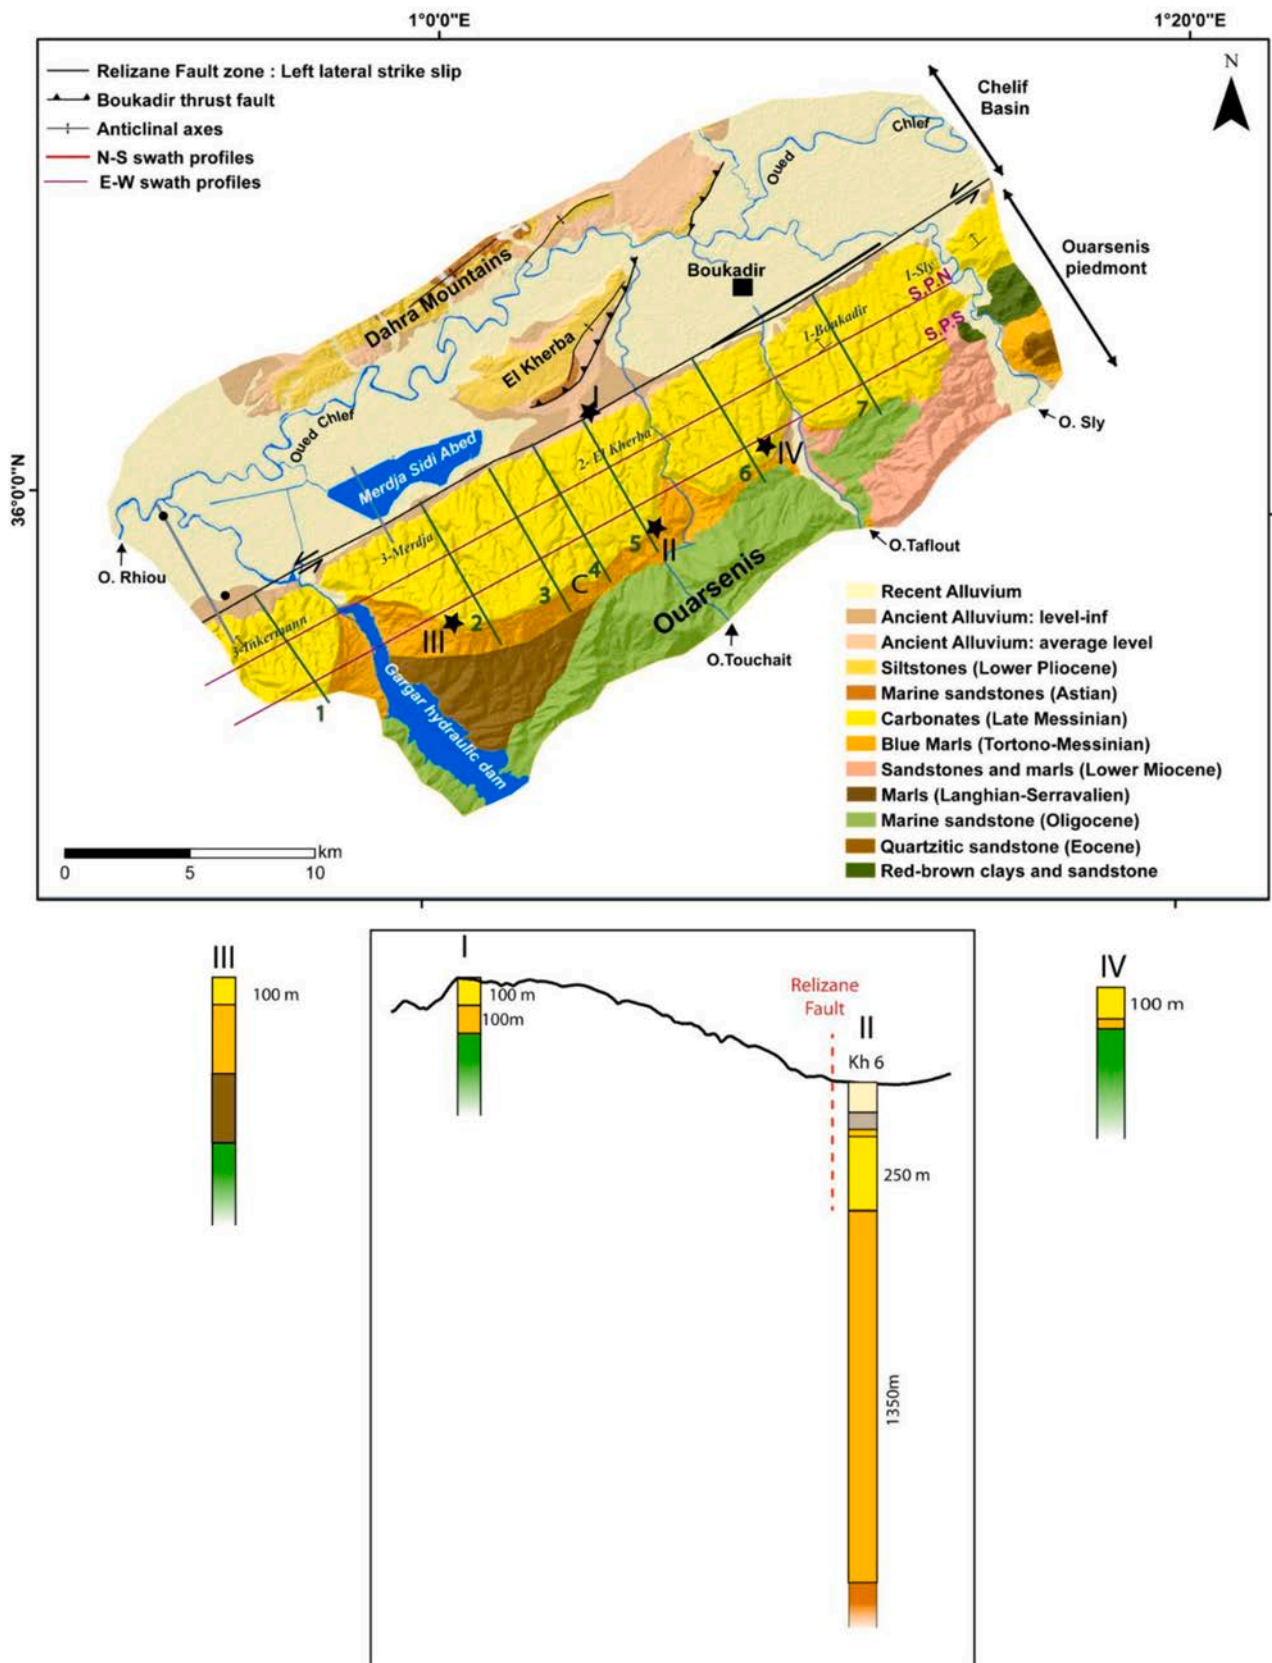 1°0'0"E
1°20'0"E
Relizane Fault zone : Left lateral strike slip
Boukadir thrust fault
Anticlinal axes
N-S swath profiles
E-W swath profiles
N
Chelif
Basin
Oued
Chlef
Ouarsenis
piedmont
Dahra Mountains
Boukadir
1-Sly
S.P.N
S.P.S
El Kherba
1-Boukadir
I
7
O. Sly
Oued Chlef
Merdja Sidi Abed
2- El Kherba
IV
6
36°0'0"N
3-Merdja
5
II
O.Taflout
O. Rhiou
C
4
3
Ouarsenis
III
2
3-Inkermann
O.Touchait
1
Gargar hydraulic dam
Recent Alluvium
Ancient Alluvium: level-inf
Ancient Alluvium: average level
Siltstones (Lower Pliocene)
Marine sandstones (Astian)
Carbonates (Late Messinian)
Blue Marls (Tortono-Messinian)
Sandstones and marls (Lower Miocene)
Marls (Langhian-Serravalien)
Marine sandstone (Oligocene)
Quartzitic sandstone (Eocene)
Red-brown clays and sandstone
km
0
5
10
III
100 m
I
100 m
100m
Relizane
Fault
II
Kh 6
250 m
1350m
IV
100 m